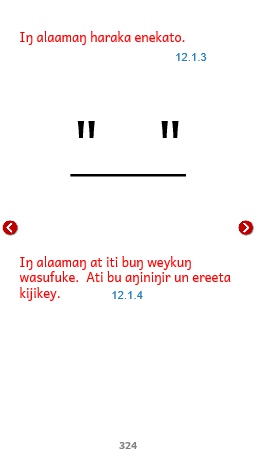 Iŋ alaamaŋ haraka enekato.
12.1.3
" "
Iŋ alaamaŋ at iti buŋ weykuŋ
wasufuke. Ati bu aŋiniŋir un ereeta
kijikey. 12.1.4
324